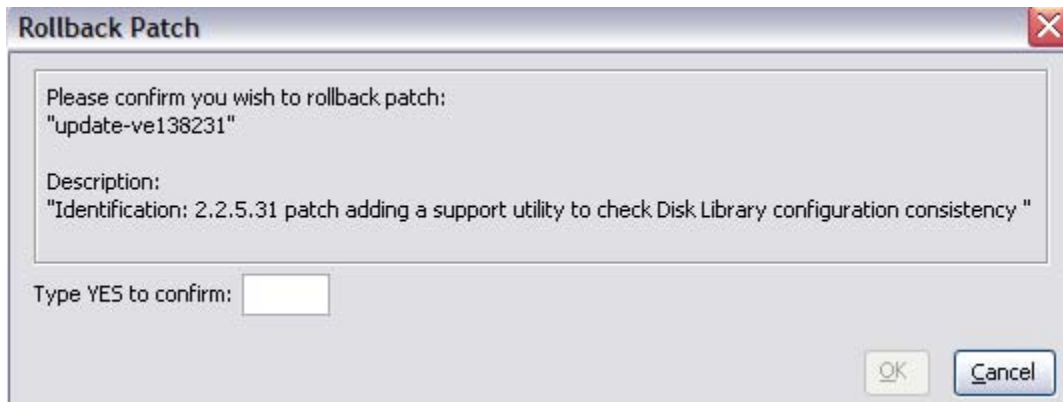 Rollback Patch
Please confirm you wish to rollback patch:
"update-ve138231"
Description:
"Identification: 2.2.5.31 patch adding a support utility to check Disk Library configuration consistency "
Type YES to confirm:
OK
Cancel